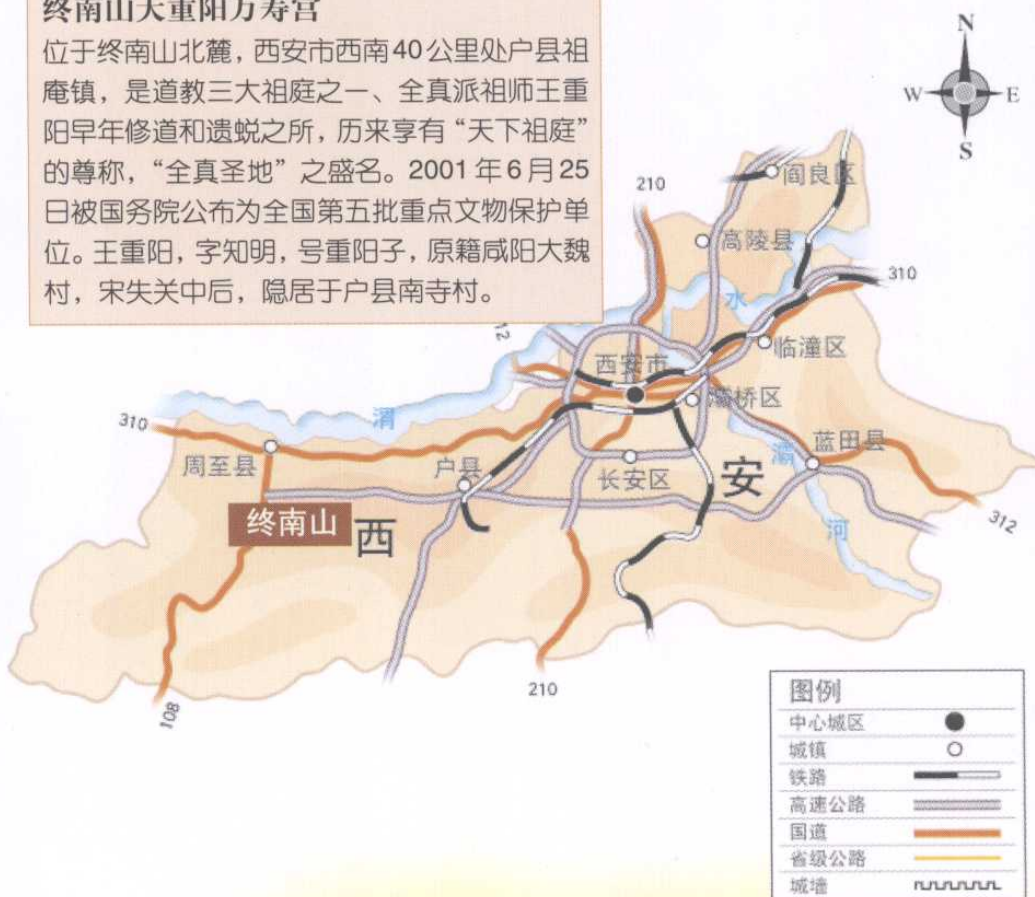 终南山大重阳万寿宫
位于终南山北麓，西安市西南40公里处户县祖
庵镇，是道教三大祖庭之一、全真派祖师王重
阳早年修道和遗蜕之所，历来享有“天下祖庭”
的尊称，“全真圣地”之盛名。2001年6月25
日被国务院公布为全国第五批重点文物保护单
位。王重阳，字知明，号重阳子，原籍咸阳大魏
村，宋失关中后，隐居于户县南寺村。
N
W
E
S
阎良区
210
高陵县
310
水
12
临潼区
西安市
灞桥区
渭
310
灞
蓝田县
周至县
户县
长安区
安
终南山
西
河
312
210
108
图例
中心城区
城镇
铁路
高速公路
国道
省级公路
城墙